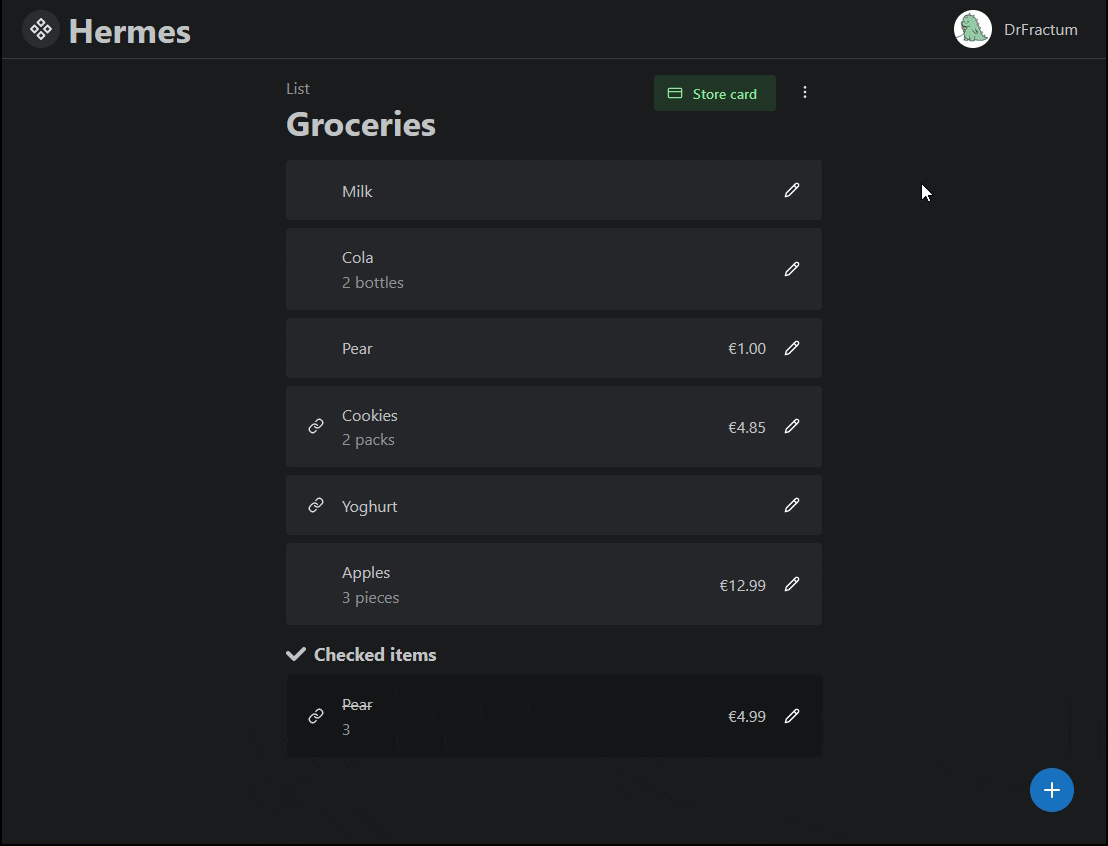 Hermes
DrFractum
List
Store card
Groceries
Milk
Cola
2 bottles
Pear
€1.00
Cookies
2 packs
€4.85
Yoghurt
Apples
3 pieces
€12.99
Checked items
Pear
3
€4.99